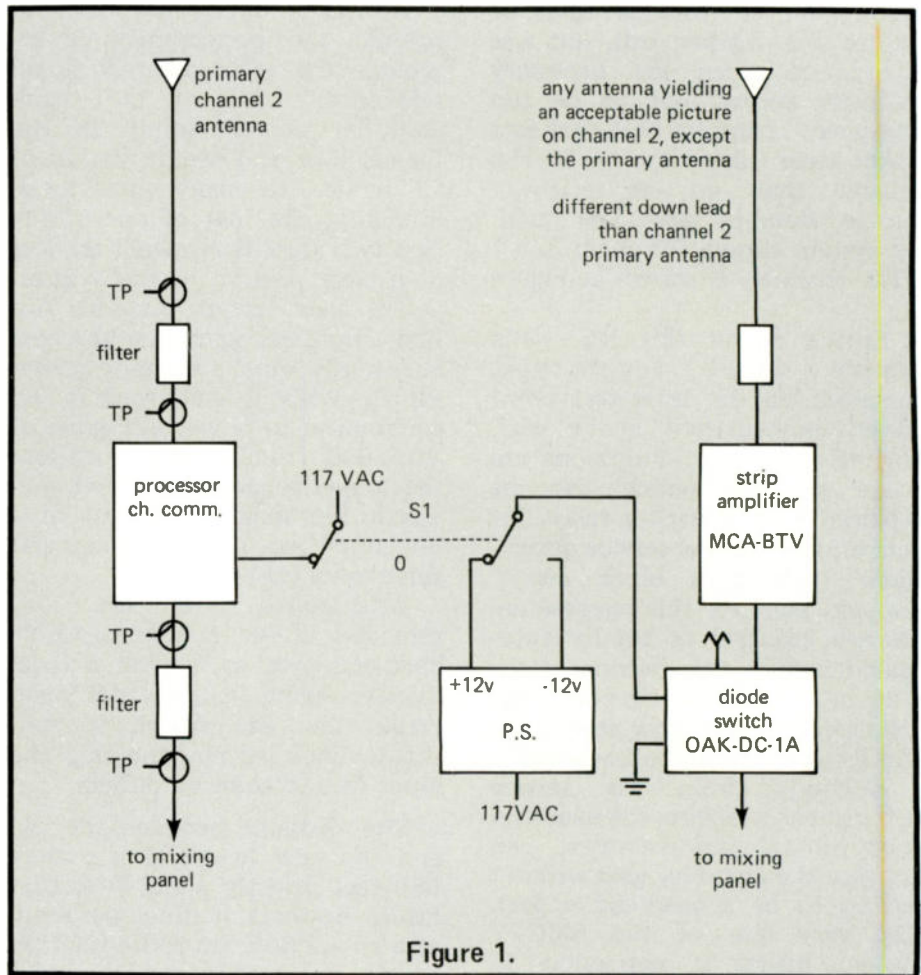 primary
channel 2
antenna
any antenna yielding
an acceptable picture
on channel 2, except
the primary antenna
different down lead
than channel 2
primary antenna
TP
filter
TP
processor
ch. comm.
117 VAC
S1
0
strip
amplifier
MCA-BTV
TP
filter
TP
+12v
-12v
P.S.
117VAC
diode
switch
OAK-DC-1A
to mixing
panel
to mixing
panel
Figure 1.